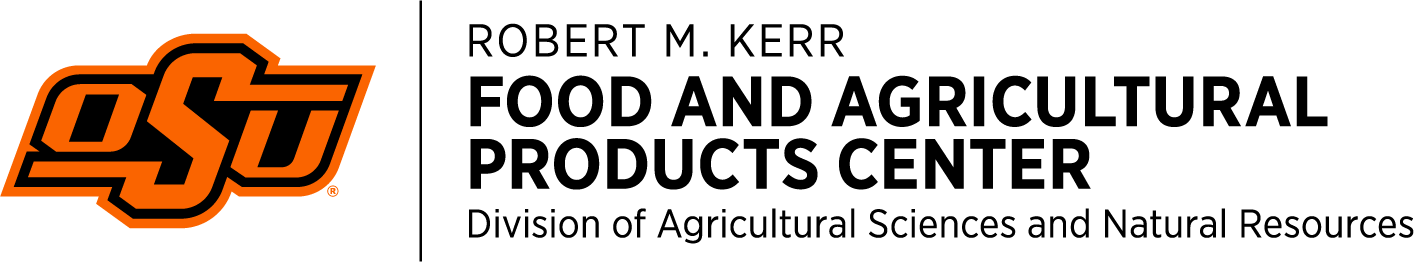 OSU
®
ROBERT M. KERR
FOOD AND AGRICULTURAL
PRODUCTS CENTER
Division of Agricultural Sciences and Natural Resources